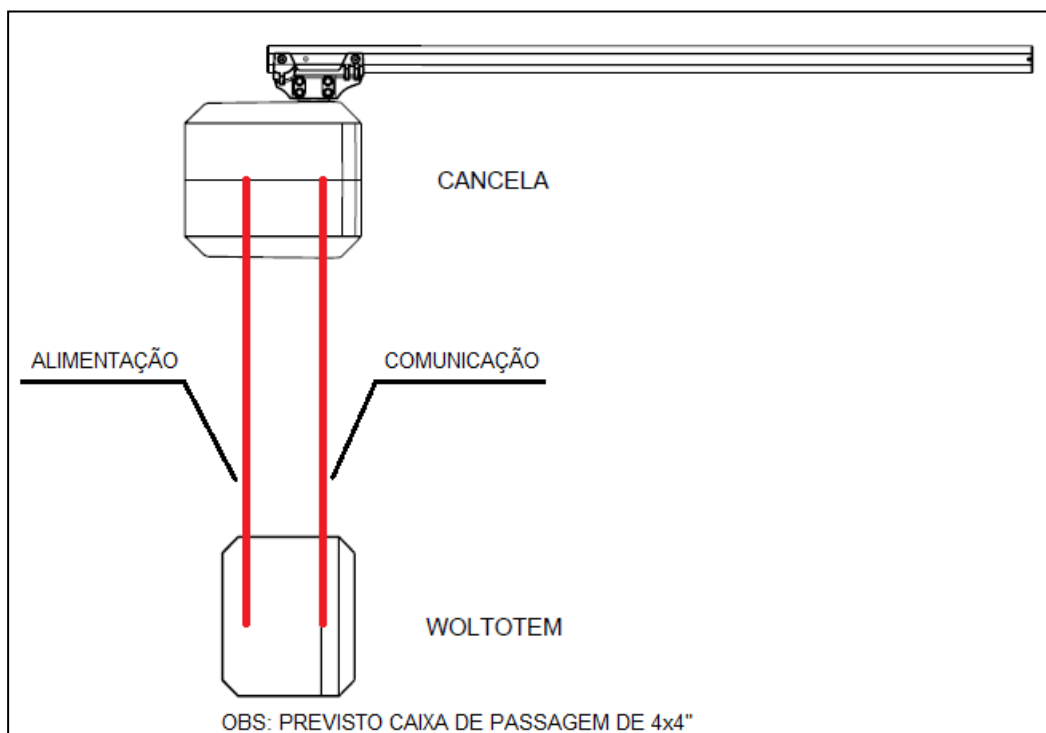 CANCELA
ALIMENTAÇÃO
COMUNICAÇÃO
WOLTOTEM
OBS: PREVISTO CAIXA DE PASSAGEM DE 4x4"